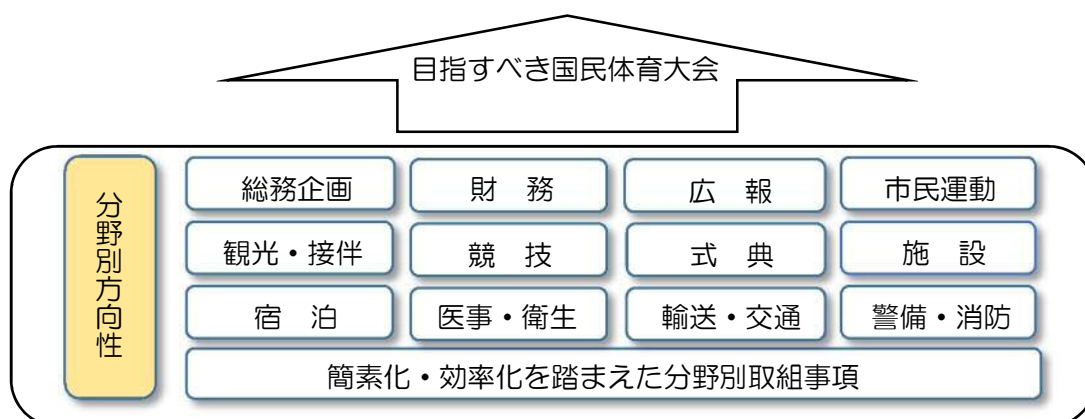 目指すべき国民体育大会
分野別方向性
総務企画
財　務
広　報
市民運動
観光・接伴
競　技
式　典
施　設
宿　泊
医事・衛生
輸送・交通
警備・消防
簡素化・効率化を踏まえた分野別取組事項